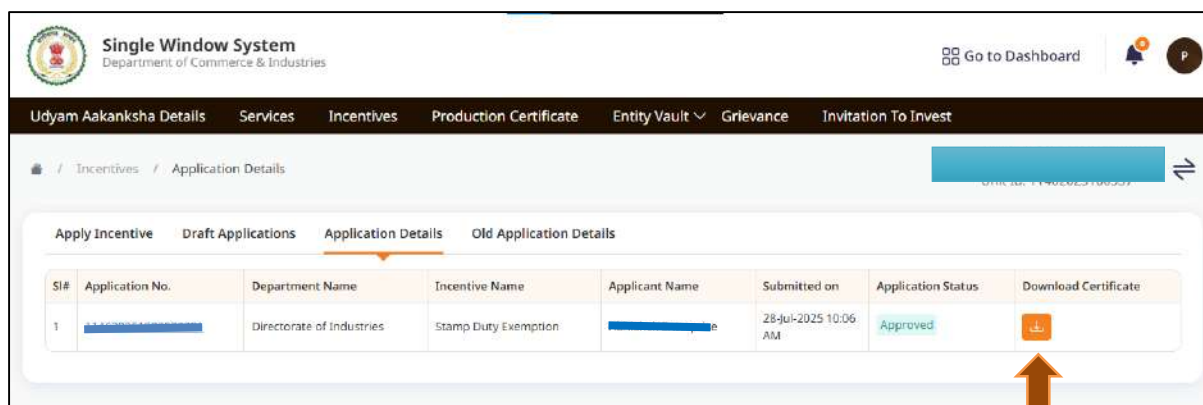 Single Window System
Department of Commerce & Industries
Go to Dashboard
P
Udyam Aakanksha Details Services Incentives Production Certificate Entity Vault Grievance Invitation To Invest
/ Incentives / Application Details
Apply Incentive Draft Applications Application Details Old Application Details
Sl# Application No. Department Name Incentive Name Applicant Name Submitted on Application Status Download Certificate
1 Directorate of Industries Stamp Duty Exemption 28-Jul-2025 10:06 AM Approved